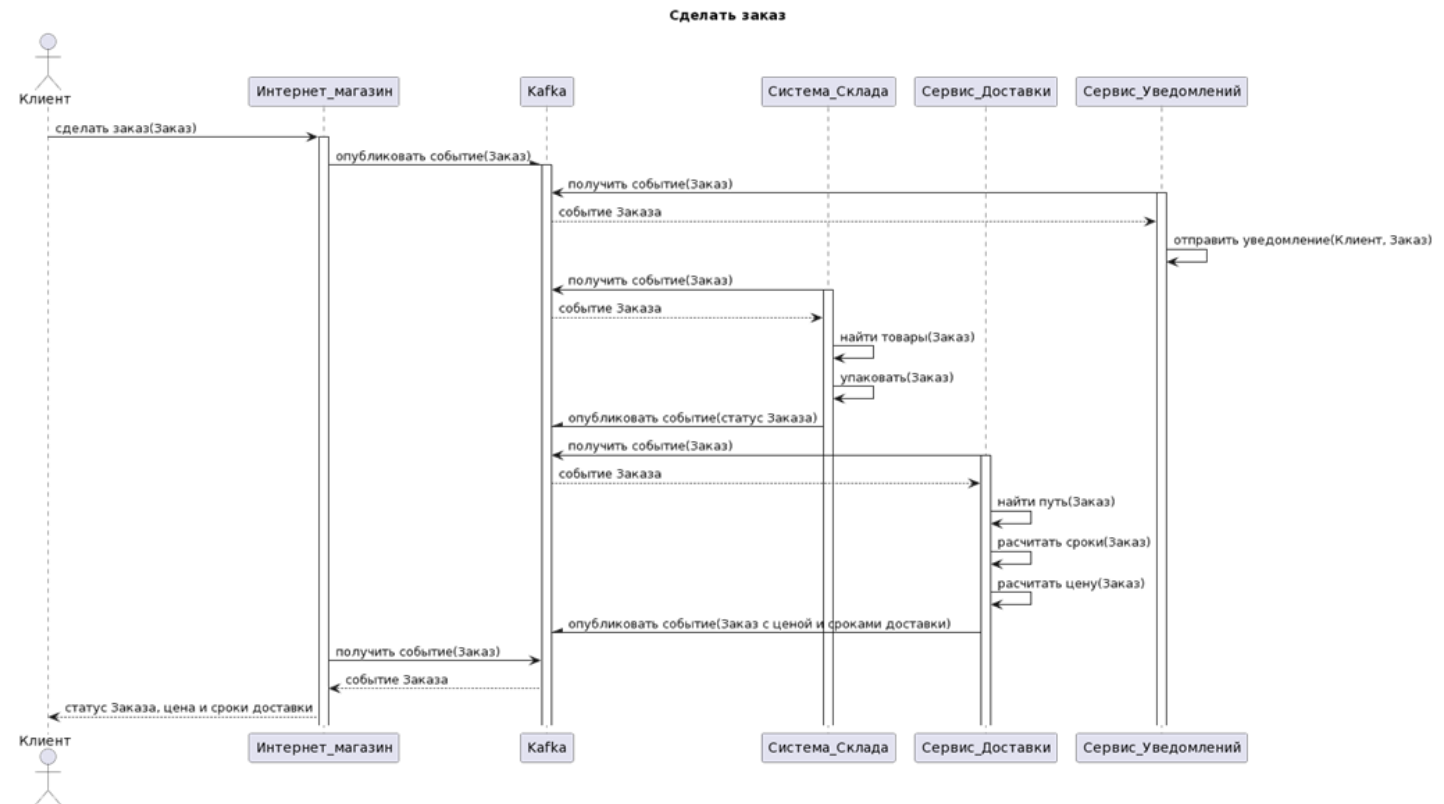 Сделать заказ
Клиент
Интернет_магазин
Kafka
Система_Склада
Сервис_Доставки
Сервис_Уведомлений
сделать заказ(Заказ)
опубликовать событие(Заказ)
получить событие(Заказ)
событие Заказа
отправить уведомление(Клиент, Заказ)
получить событие(Заказ)
событие Заказа
найти товары(Заказ)
упаковать(Заказ)
опубликовать событие(статус Заказа)
получить событие(Заказ)
событие Заказа
найти путь(Заказ)
расчитать сроки(Заказ)
расчитать цену(Заказ)
опубликовать событие(Заказ с ценой и сроками доставки)
получить событие(Заказ)
событие Заказа
статус Заказа, цена и сроки доставки
Клиент
Интернет_магазин
Kafka
Система_Склада
Сервис_Доставки
Сервис_Уведомлений